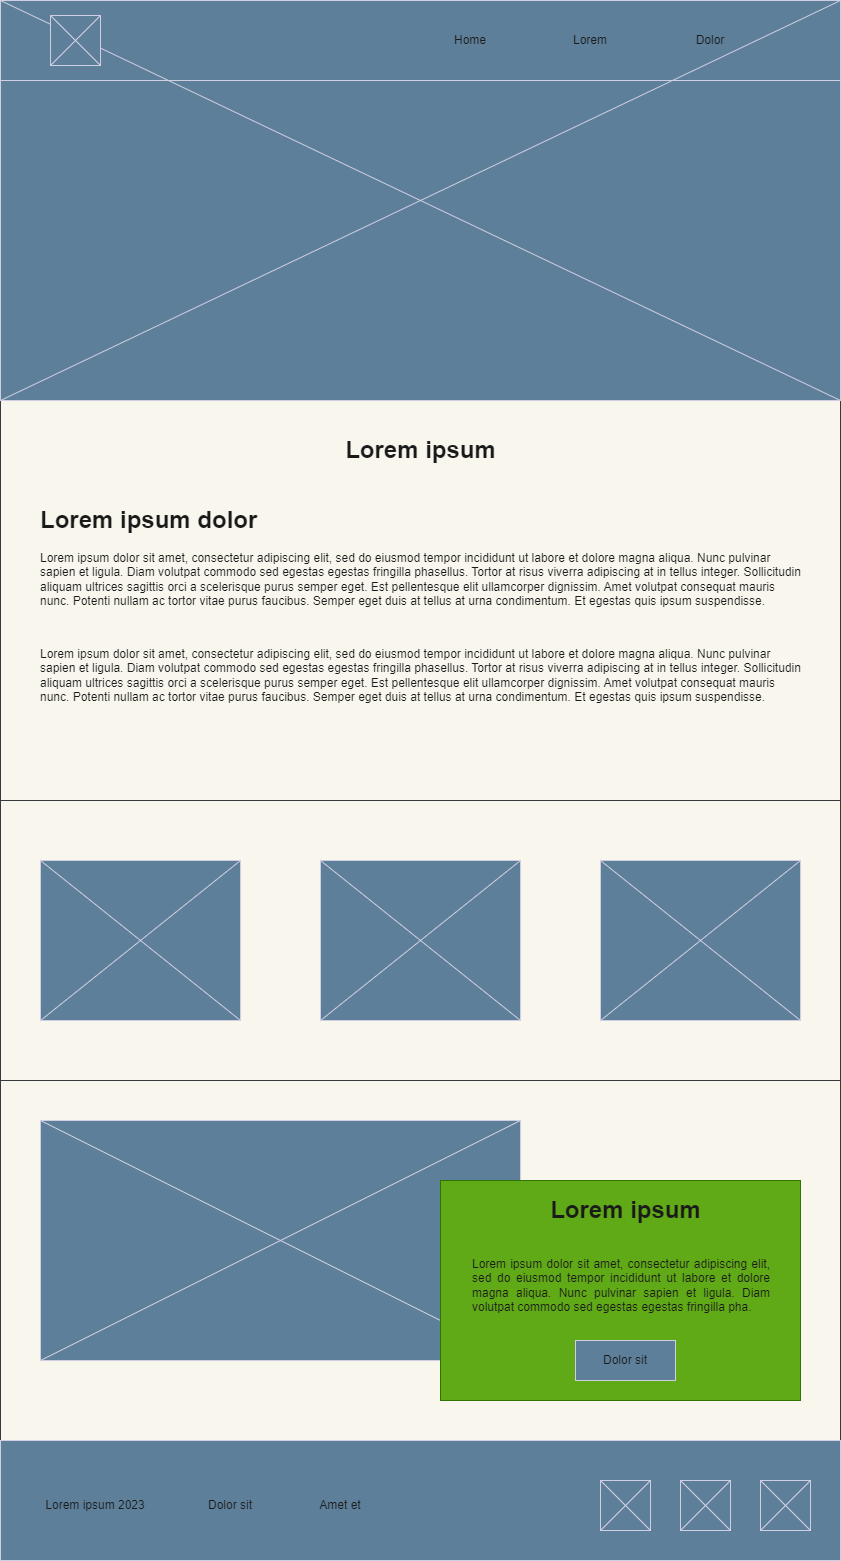 Home
Lorem
Dolor
Lorem ipsum
Lorem ipsum dolor
Lorem ipsum dolor sit amet, consectetur adipiscing elit, sed do eiusmod tempor incididunt ut labore et dolore magna aliqua. Nunc pulvinar
sapien et ligula. Diam volutpat commodo sed egestas egestas fringilla phasellus. Tortor at risus viverra adipiscing at in tellus integer. Sollicitudin
aliquam ultrices sagittis orci a scelerisque purus semper eget. Est pellentesque elit ullamcorper dignissim. Amet volutpat consequat mauris
nunc. Potenti nullam ac tortor vitae purus faucibus. Semper eget duis at tellus at urna condimentum. Et egestas quis ipsum suspendisse.
Lorem ipsum dolor sit amet, consectetur adipiscing elit, sed do eiusmod tempor incididunt ut labore et dolore magna aliqua. Nunc pulvinar
sapien et ligula. Diam volutpat commodo sed egestas egestas fringilla phasellus. Tortor at risus viverra adipiscing at in tellus integer. Sollicitudin
aliquam ultrices sagittis orci a scelerisque purus semper eget. Est pellentesque elit ullamcorper dignissim. Amet volutpat consequat mauris
nunc. Potenti nullam ac tortor vitae purus faucibus. Semper eget duis at tellus at urna condimentum. Et egestas quis ipsum suspendisse.
Lorem ipsum
Lorem ipsum dolor sit amet, consectetur adipiscing elit,
sed do eiusmod tempor incididunt ut labore et dolore
magna aliqua. Nunc pulvinar sapien et ligula. Diam
volutpat commodo sed egestas egestas fringilla pha.
Dolor sit
Lorem ipsum 2023
Dolor sit
Amet et